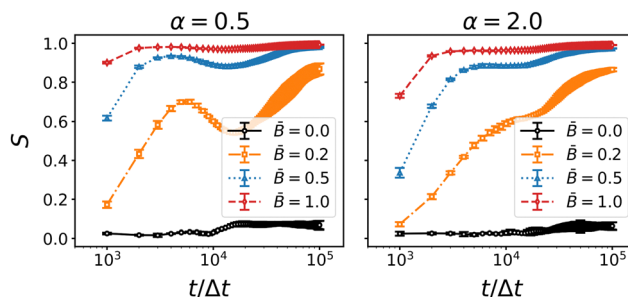 α = 0.5
α = 2.0
S
1.0
0.8
0.6
0.4
0.2
0.0
B̄ = 0.0
B̄ = 0.2
B̄ = 0.5
B̄ = 1.0
B̄ = 0.0
B̄ = 0.2
B̄ = 0.5
B̄ = 1.0
10³ 10⁴ 10⁵
10³ 10⁴ 10⁵
t/Δt
t/Δt